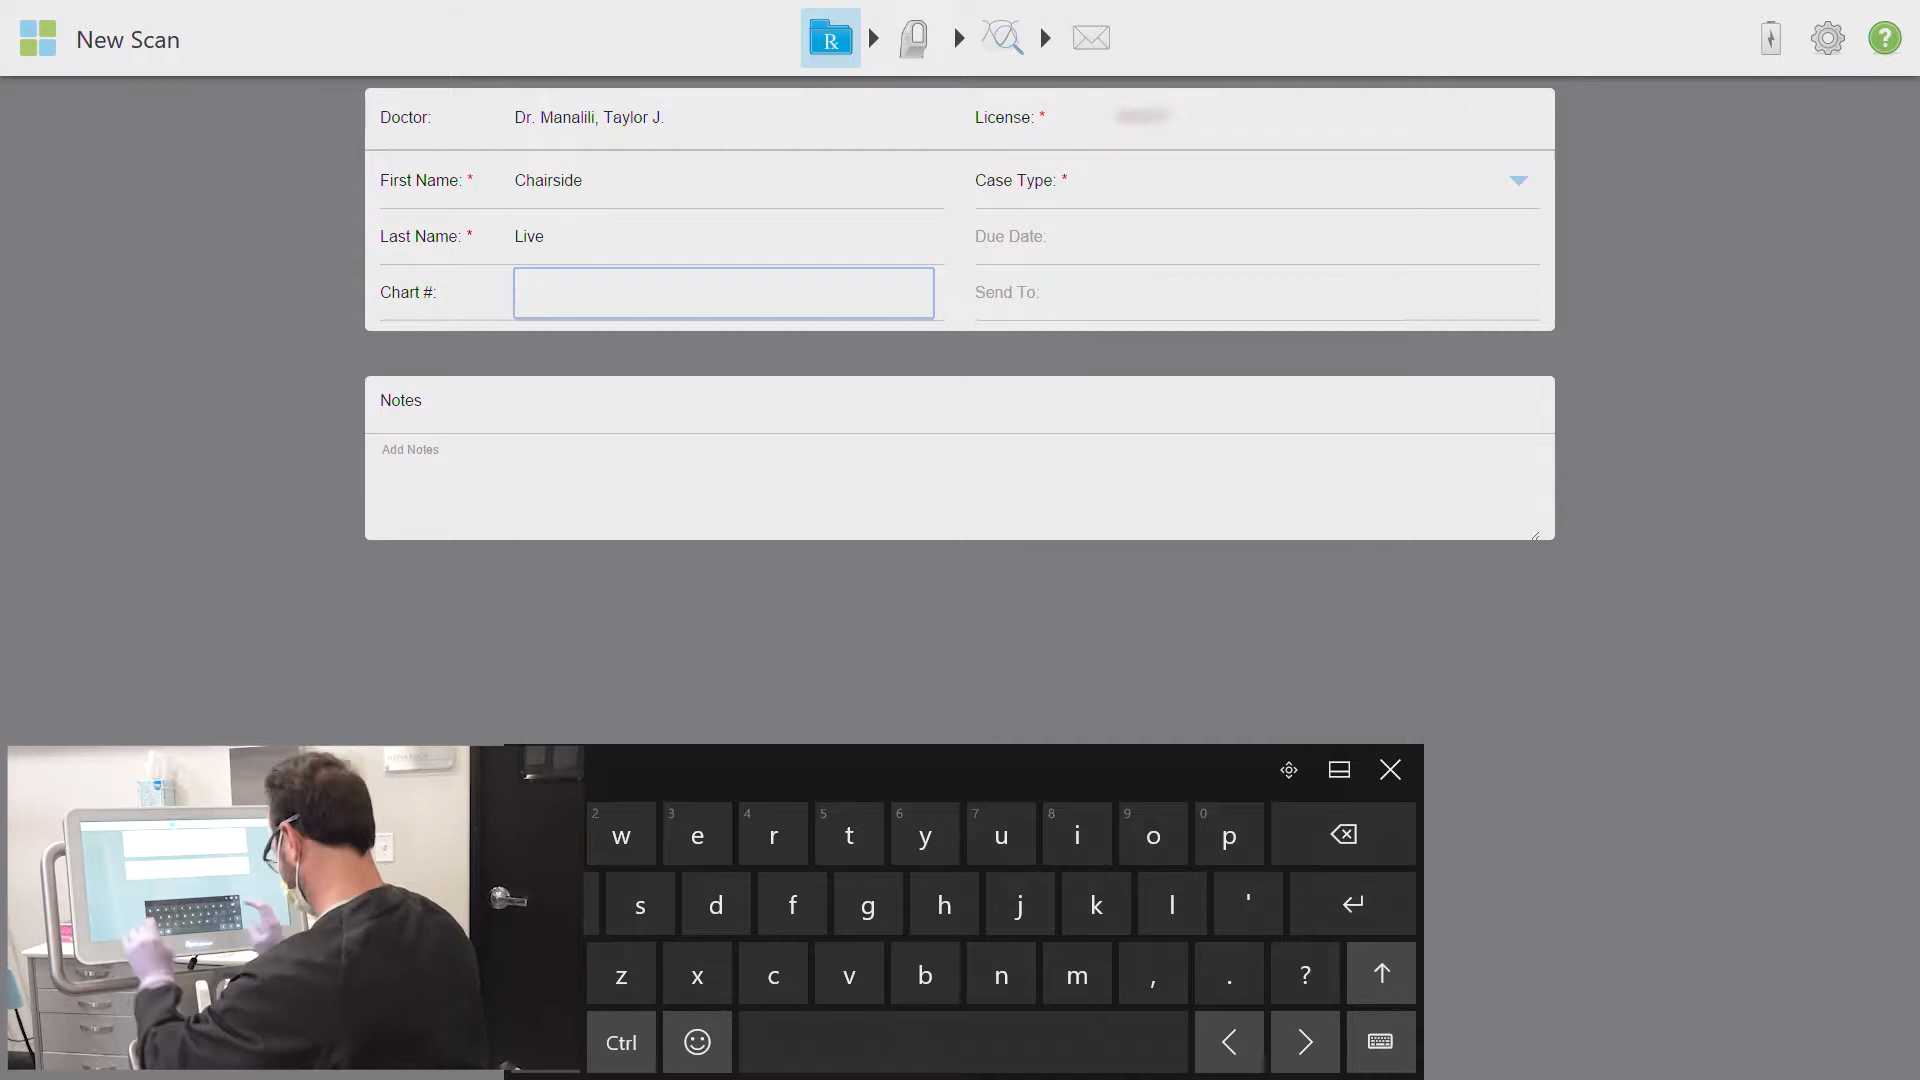 New Scan
R
?
Doctor: Dr. Manalili, Taylor J. License: *
First Name: * Chairside Case Type: *
Last Name: * Live Due Date:
Chart #: Send To:
Notes
Add Notes
2 w 3 e 4 r 5 t 6 y 7 u 8 i 9 o 0 p
s d f g h j k l '
z x c v b n m , . ?
Ctrl